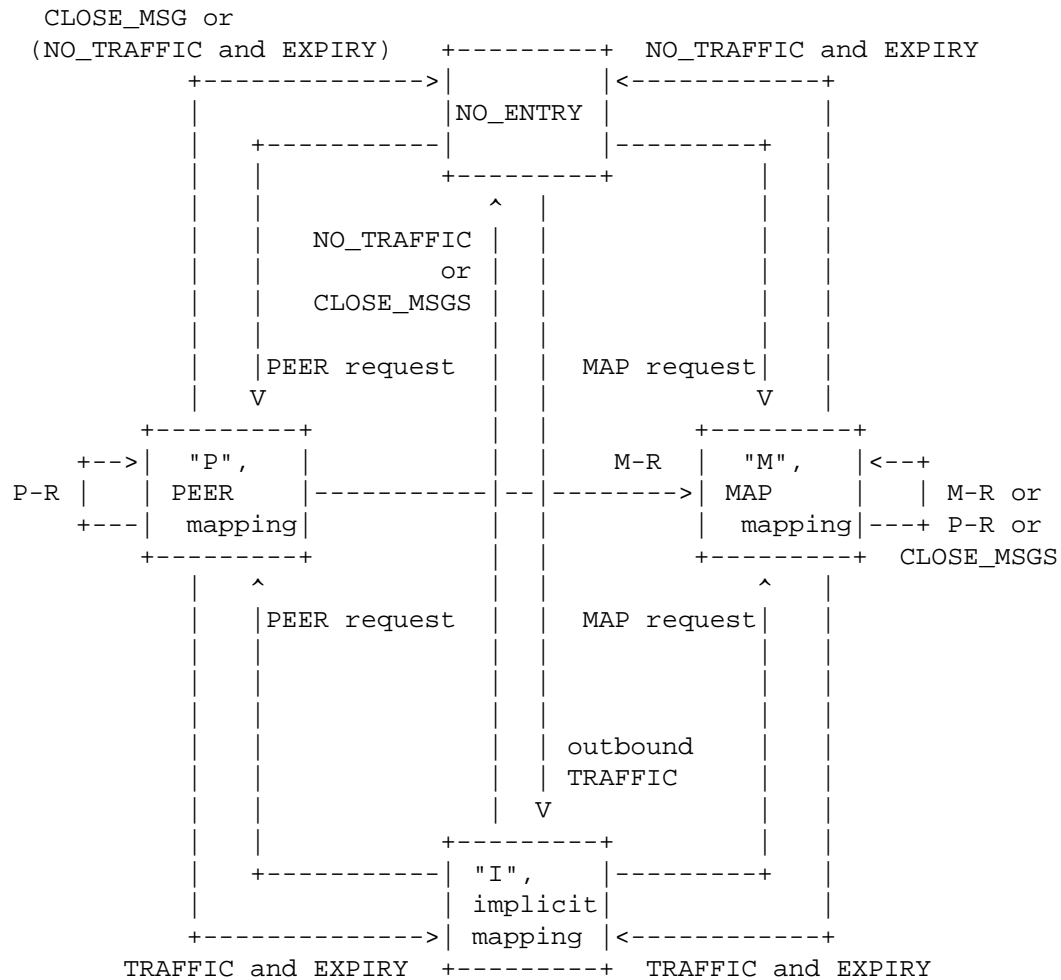 CLOSE_MSG or
(NO_TRAFFIC and EXPIRY) +---------+ NO_TRAFFIC and EXPIRY
+-------------->| |<------------+
| |NO_ENTRY | |
| +-----------| |---------+ |
| | +---------+ | |
| | ^ | | |
| | NO_TRAFFIC | | | |
| | or | | | |
| | CLOSE_MSGS | | | |
| | | | | |
| |PEER request | | MAP request| |
| V | | V |
+---------+ | | +---------+
+-->| "P", | | | M-R | "M", |<--+
P-R | | PEER |-----------|--|-------->| MAP | | M-R or
+---| mapping| | | | mapping|---+ P-R or
+---------+ | | +---------+ CLOSE_MSGS
| ^ | | ^ |
| |PEER request | | MAP request| |
| | | | | |
| | | | | |
| | | | | |
| | | | outbound | |
| | | | TRAFFIC | |
| | | V | |
| | +---------+ | |
| +-----------| "I", |---------+ |
| | implicit| |
+-------------->| mapping |<------------+
TRAFFIC and EXPIRY +---------+ TRAFFIC and EXPIRY